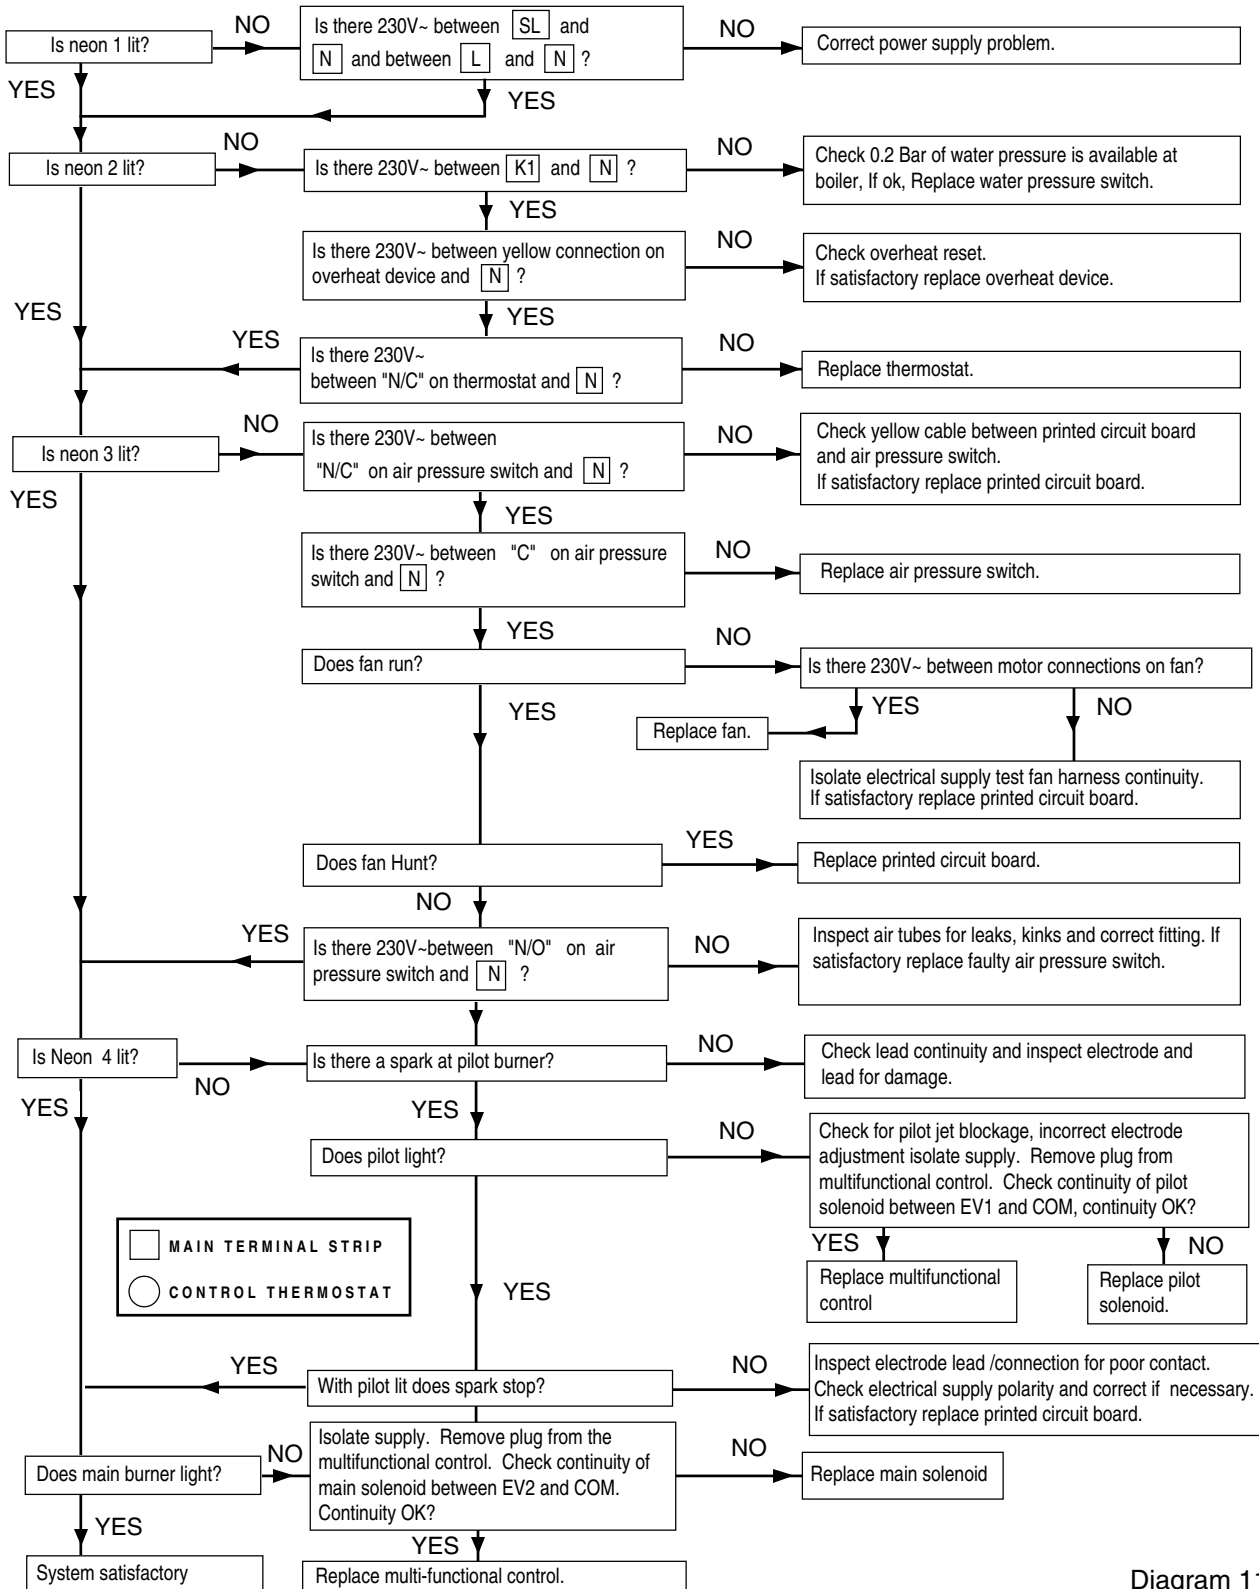 Is neon 1 lit?
NO
Is there 230V~ between SL and
N and between L and N ?
NO
Correct power supply problem.
YES
YES
Is neon 2 lit?
NO
Is there 230V~ between K1 and N ?
NO
Check 0.2 Bar of water pressure is available at
boiler, If ok, Replace water pressure switch.
YES
Is there 230V~ between yellow connection on
overheat device and N ?
NO
Check overheat reset.
If satisfactory replace overheat device.
YES
YES
YES
Is there 230V~
between "N/C" on thermostat and N ?
NO
Replace thermostat.
Is neon 3 lit?
NO
Is there 230V~ between
"N/C" on air pressure switch and N ?
NO
Check yellow cable between printed circuit board
and air pressure switch.
If satisfactory replace printed circuit board.
YES
YES
Is there 230V~ between "C" on air pressure
switch and N ?
NO
Replace air pressure switch.
YES
Does fan run?
NO
Is there 230V~ between motor connections on fan?
YES
YES
NO
Replace fan.
Isolate electrical supply test fan harness continuity.
If satisfactory replace printed circuit board.
Does fan Hunt?
YES
Replace printed circuit board.
NO
YES
Is there 230V~between "N/O" on air
pressure switch and N ?
NO
Inspect air tubes for leaks, kinks and correct fitting. If
satisfactory replace faulty air pressure switch.
Is Neon 4 lit?
NO
Is there a spark at pilot burner?
NO
Check lead continuity and inspect electrode and
lead for damage.
YES
YES
Does pilot light?
NO
Check for pilot jet blockage, incorrect electrode
adjustment isolate supply. Remove plug from
multifunctional control. Check continuity of pilot
solenoid between EV1 and COM, continuity OK?
YES
NO
Replace multifunctional
control
Replace pilot
solenoid.
MAIN TERMINAL STRIP
CONTROL THERMOSTAT
YES
YES
With pilot lit does spark stop?
NO
Inspect electrode lead /connection for poor contact.
Check electrical supply polarity and correct if necessary.
If satisfactory replace printed circuit board.
Does main burner light?
NO
Isolate supply. Remove plug from the
multifunctional control. Check continuity of
main solenoid between EV2 and COM.
Continuity OK?
NO
Replace main solenoid
YES
YES
System satisfactory
Replace multi-functional control.